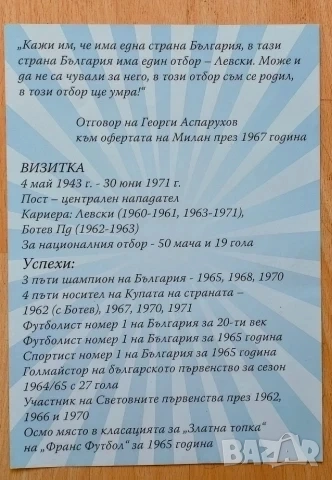 „Кажи им, че има една страна България, в тази
страна България има един отбор – Левски. Може и
да не са чували за него, в този отбор съм се родил,
в този отбор ще умра!“
Отговор на Георги Аспарухов
към офертата на Милан през 1967 година
ВИЗИТКА
4 май 1943 г. - 30 юни 1971 г.
Пост – централен нападател
Кариера: Левски (1960-1961, 1963-1971),
Ботев Пд (1962-1963)
За националния отбор - 50 мача и 19 гола
Успехи:
3 пъти шампион на България - 1965, 1968, 1970
4 пъти носител на Купата на страната –
1962 (с Ботев), 1967, 1970, 1971
Футболист номер 1 на България за 20-ти век
Футболист номер 1 на България за 1965 година
Спортист номер 1 на България за 1965 година
Голмайстор на българското първенство за сезон
1964/65 с 27 гола
Участник на Световните първенства през 1962,
1966 и 1970
Осмо място в класацията за „Златна топка“
на „Франс Футбол“ за 1965 година
BAZAR